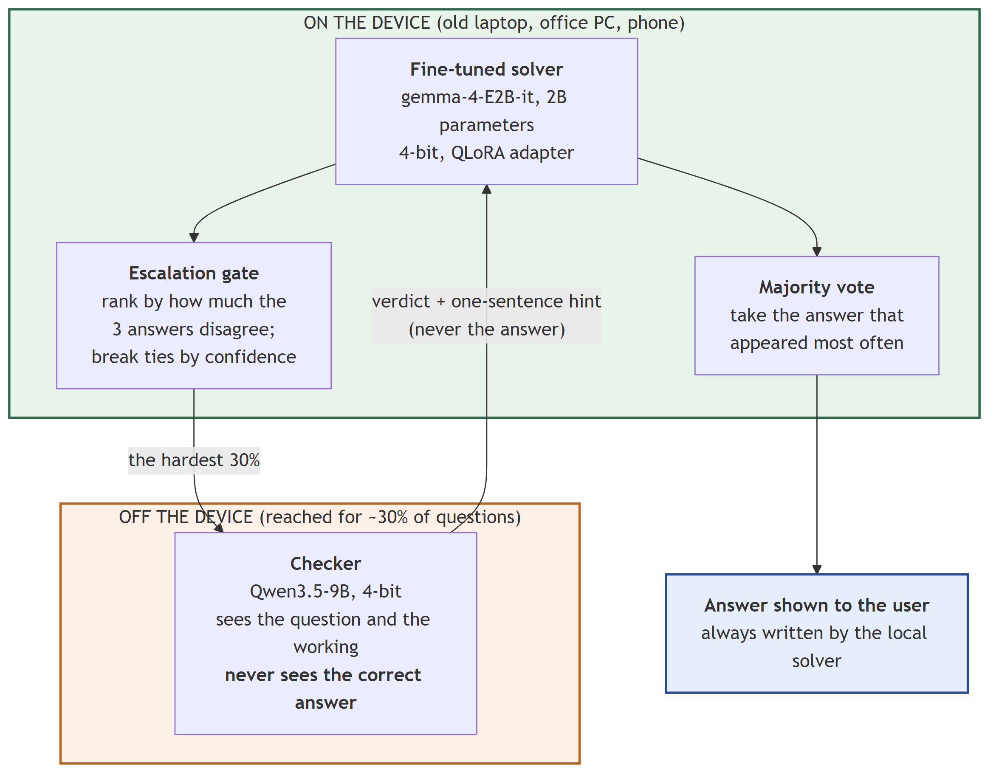 ON THE DEVICE (old laptop, office PC, phone)
Fine-tuned solver
gemma-4-E2B-it, 2B
parameters
4-bit, QLoRA adapter
Escalation gate
rank by how much the
3 answers disagree;
break ties by confidence
verdict + one-sentence hint
(never the answer)
Majority vote
take the answer that
appeared most often
the hardest 30%
OFF THE DEVICE (reached for ~30% of questions)
Checker
Qwen3.5-9B, 4-bit
sees the question and the
working
never sees the correct
answer
Answer shown to the user
always written by the local
solver